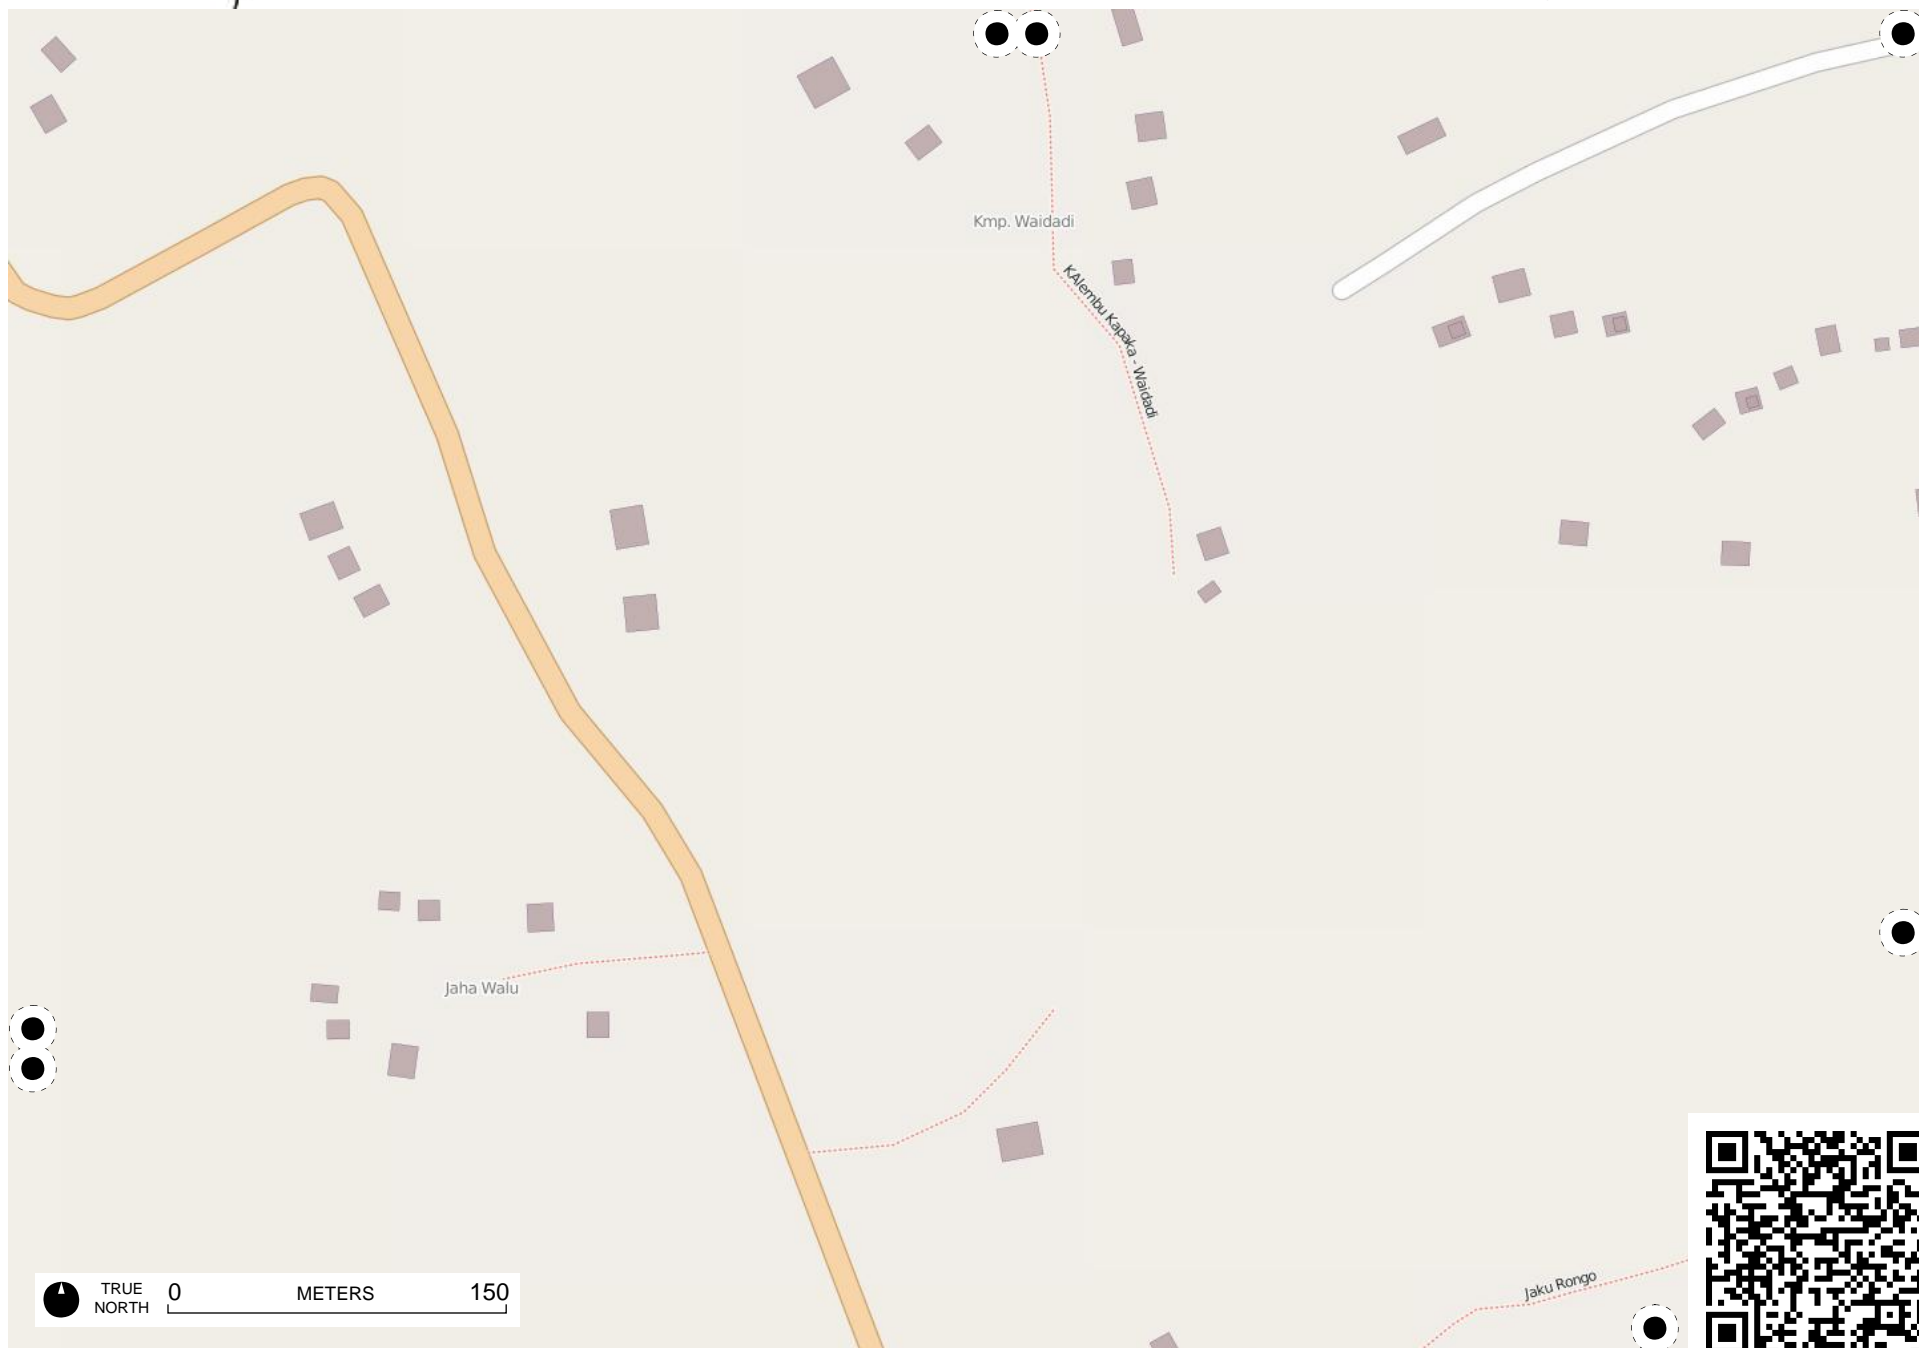 Kmp. Waidadi
KAlembu Kapaka - Waidadi
Jaha Walu
Jaku Rongo
TRUE
NORTH
0 METERS 150